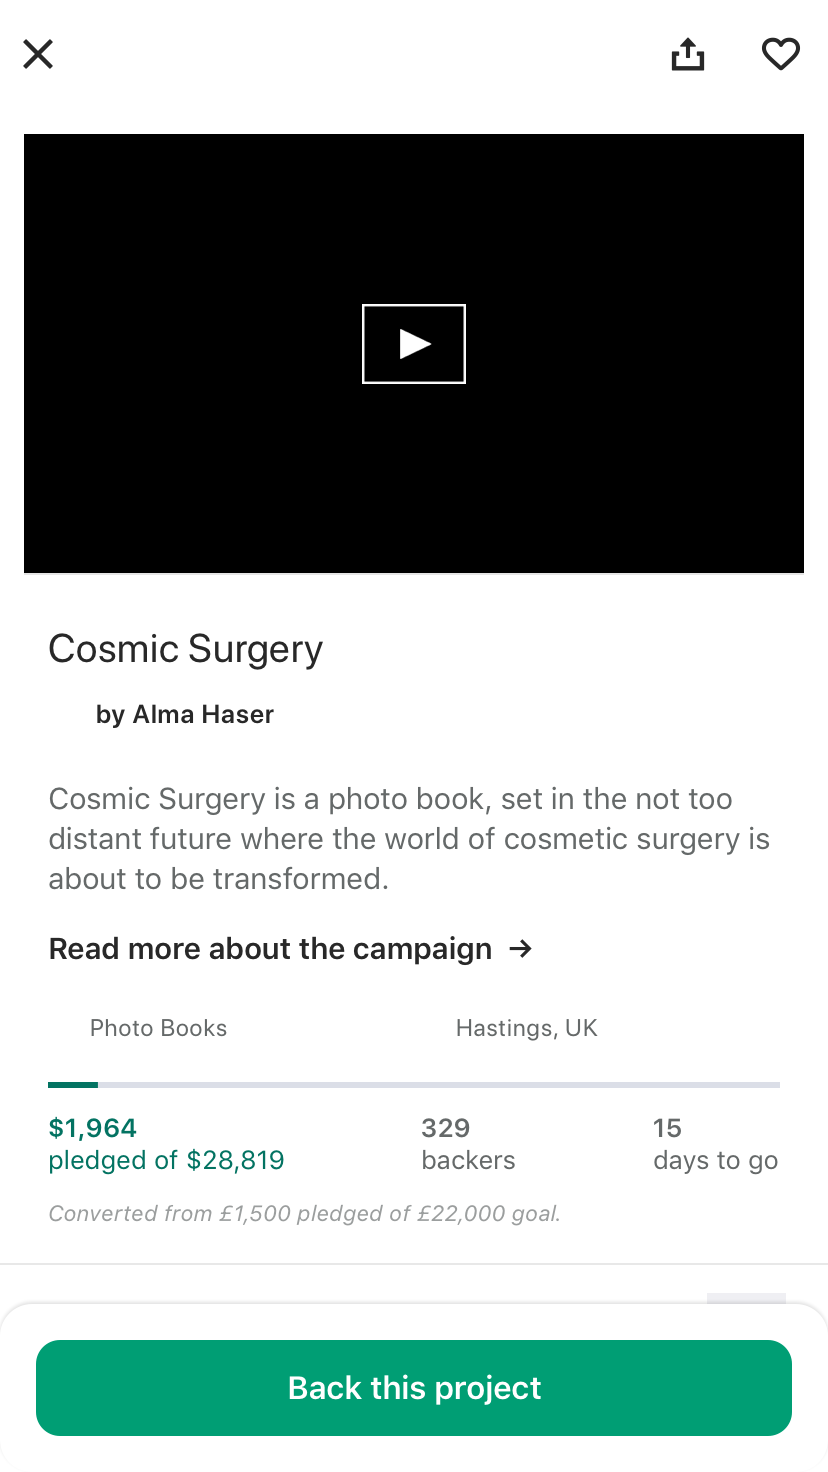 Cosmic Surgery
by Alma Haser
Cosmic Surgery is a photo book, set in the not too
distant future where the world of cosmetic surgery is
about to be transformed.
Read more about the campaign →
Photo Books
Hastings, UK
$1,964
pledged of $28,819
329
backers
15
days to go
Converted from £1,500 pledged of £22,000 goal.
Back this project